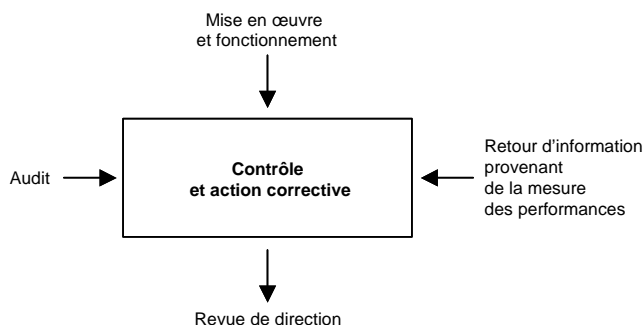 Mise en œuvre
et fonctionnement
Audit
Contrôle
et action corrective
Retour d'information
provenant
de la mesure
des performances
Revue de direction